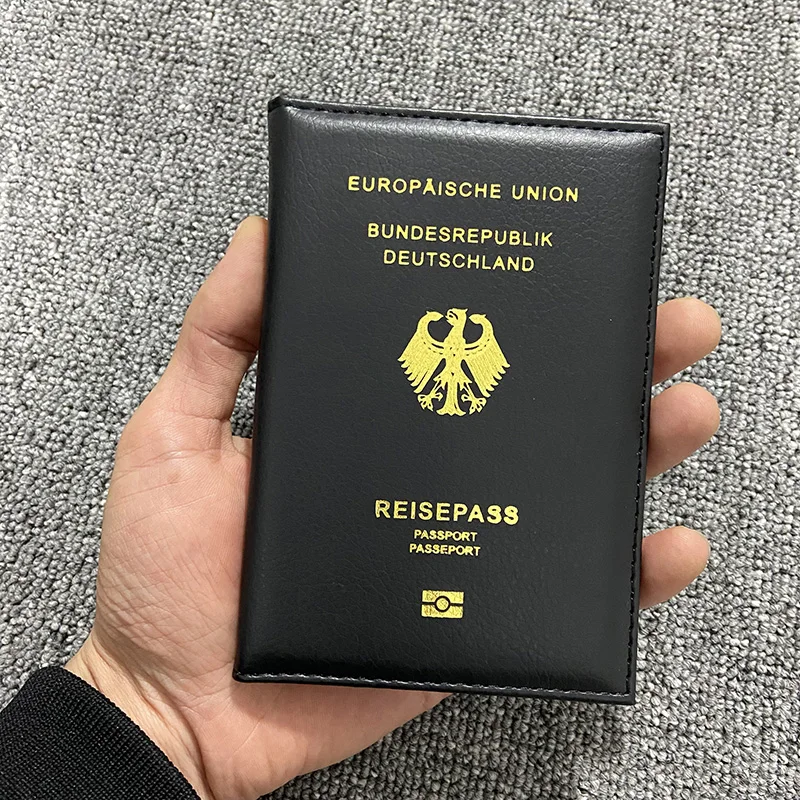 EUROPÄISCHE UNION
BUNDESREPUBLIK
DEUTSCHLAND
REISEPASS
PASSPORT
PASSEPORT